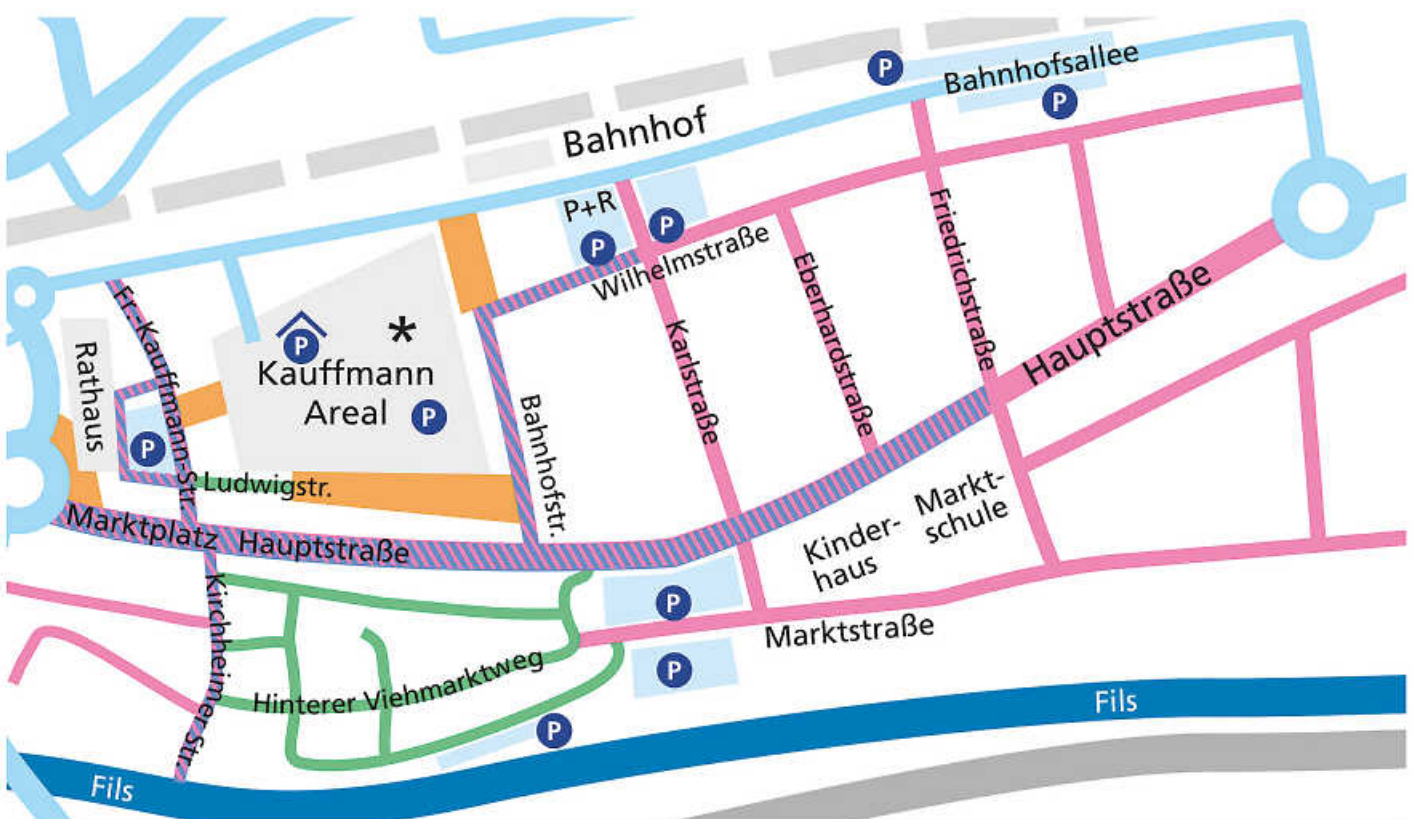 P
Bahnhofsallee
P
Bahnhof
P+R
P
P
Wilhelmstraße
Friedrichstraße
Eberhardstraße
Karlstraße
Hauptstraße
Fr.-Kauffmann-Str.
Rathaus
P
P
*
Kauffmann
Areal
P
Bahnhofstr.
Ludwigstr.
Marktplatz
Hauptstraße
Kinder-
haus
Markt-
schule
Kirchheimer Str.
P
Marktstraße
P
Hinterer Viehmarktweg
P
Fils
Fils